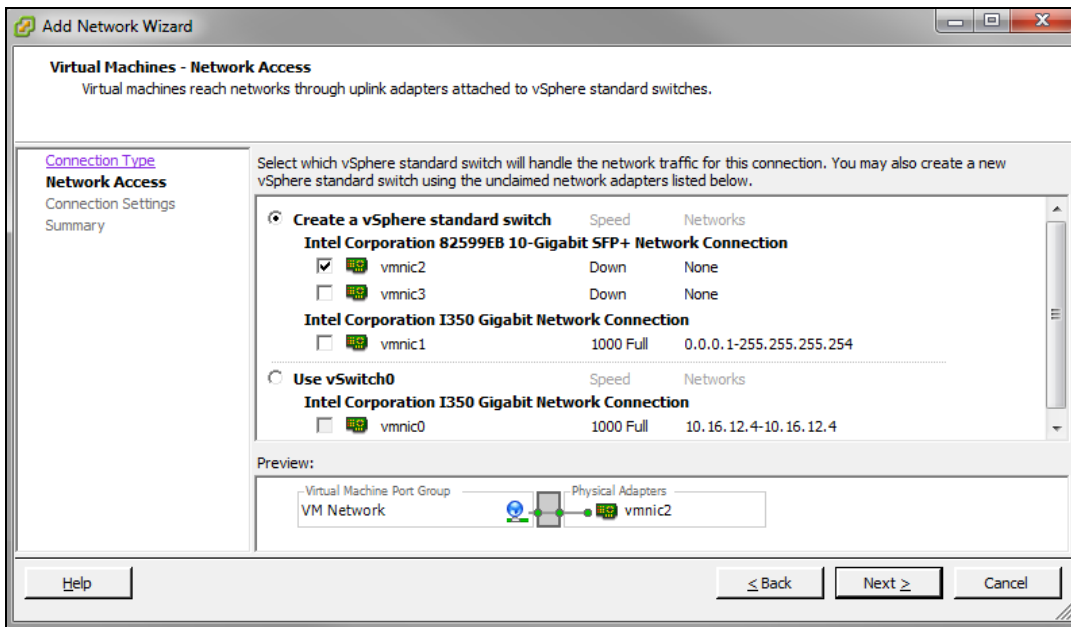 Add Network Wizard
Virtual Machines - Network Access
Virtual machines reach networks through uplink adapters attached to vSphere standard switches.
Connection Type
Network Access
Connection Settings
Summary
Select which vSphere standard switch will handle the network traffic for this connection. You may also create a new
vSphere standard switch using the unclaimed network adapters listed below.
Create a vSphere standard switch Speed Networks
Intel Corporation 82599EB 10-Gigabit SFP+ Network Connection
vmnic2 Down None
vmnic3 Down None
Intel Corporation I350 Gigabit Network Connection
vmnic1 1000 Full 0.0.0.1-255.255.255.254
Use vSwitch0 Speed Networks
Intel Corporation I350 Gigabit Network Connection
vmnic0 1000 Full 10.16.12.4-10.16.12.4
Preview:
Virtual Machine Port Group Physical Adapters
VM Network vmnic2
Help < Back Next > Cancel